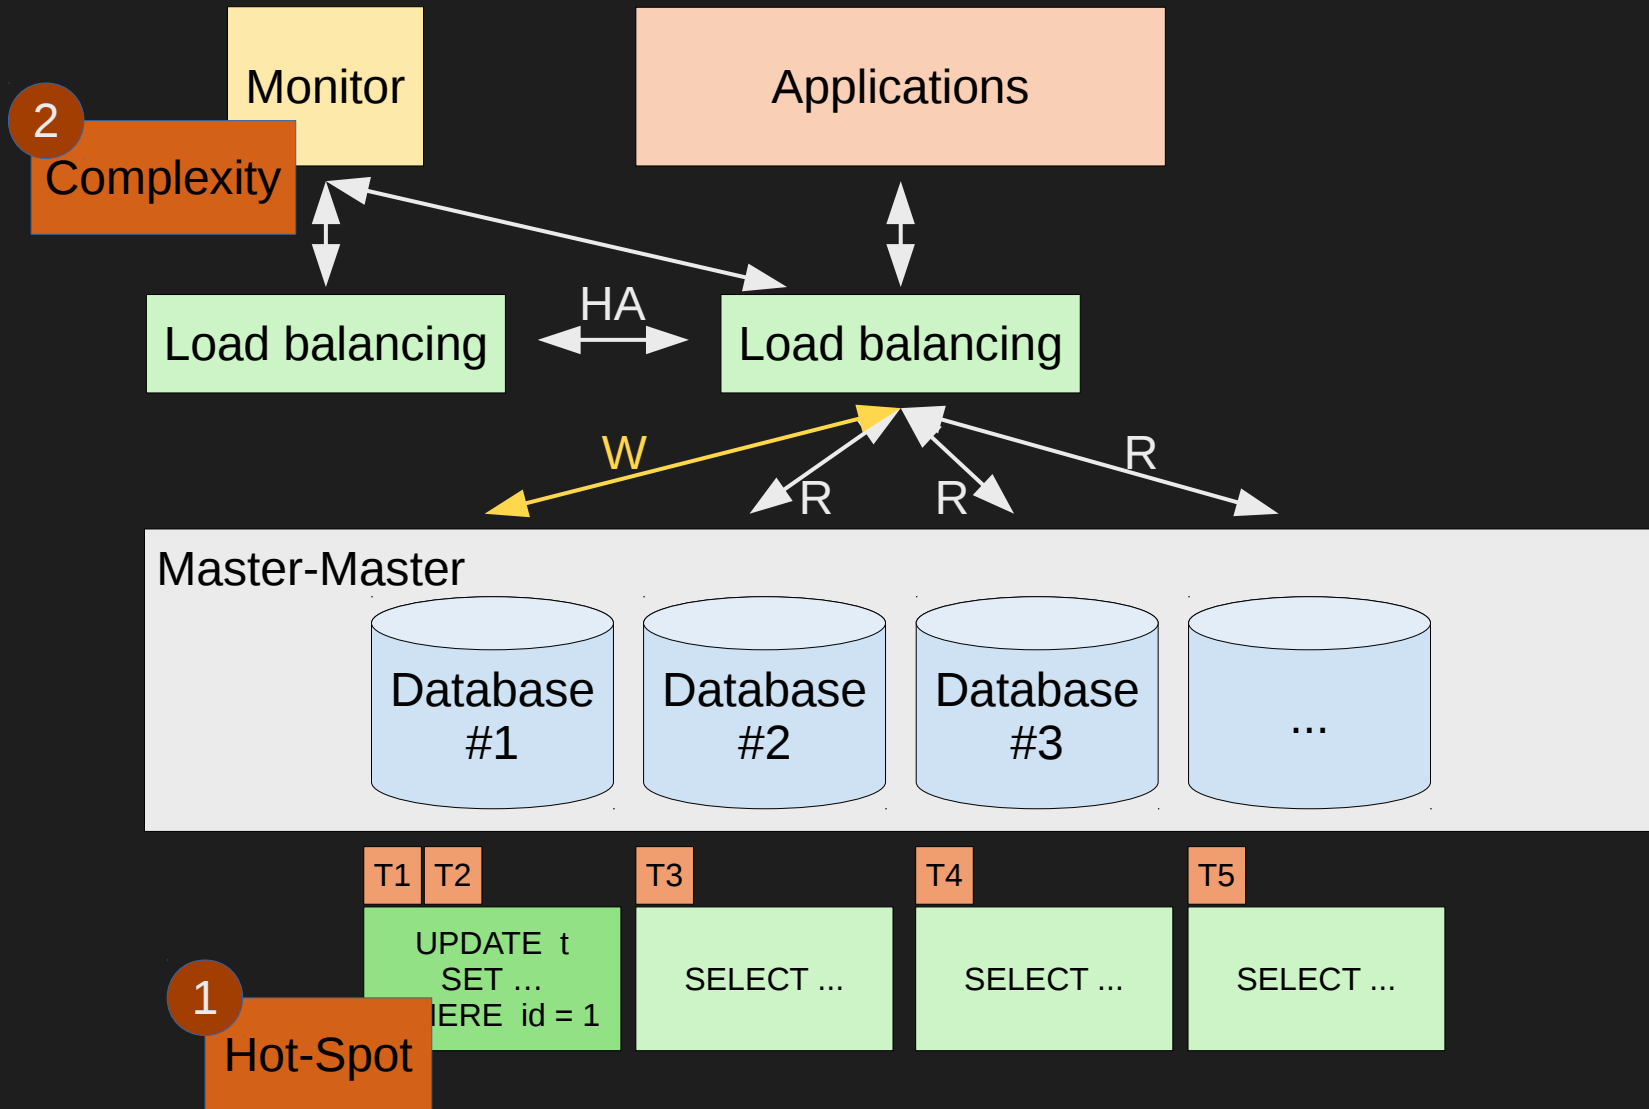 Monitor
Applications
2
Complexity
HA
Load balancing
Load balancing
W
R
R
R
Master-Master
Database
#1
Database
#2
Database
#3
...
T1
T2
T3
T4
T5
UPDATE t
SET ...
id = 1
SELECT ...
SELECT ...
SELECT ...
1
Hot-Spot